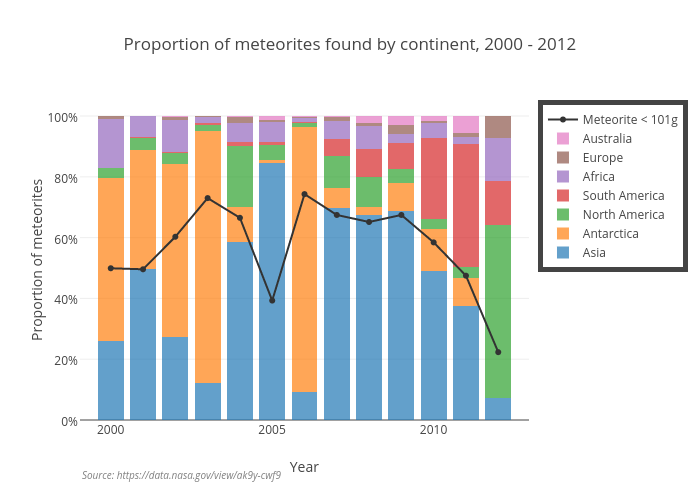 Proportion of meteorites found by continent, 2000 - 2012
Meteorite < 101g
Australia
Europe
Africa
South America
North America
Antarctica
Asia
Proportion of meteorites
100%
80%
60%
40%
20%
0%
2000
2005
2010
Year
Source: https://data.nasa.gov/view/ak9y-cwf9